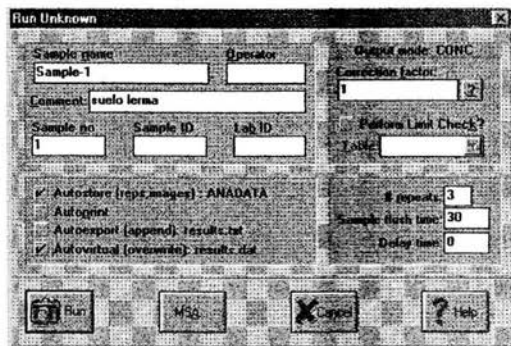 Run Unknown
Sample name
Operator
Sample-1
Comment: suelo lerma
Sample no
Sample ID
Lab ID
1
Output mode: CONC
Correction factor:
1
?
Perform Limit Check?
Table:
Autostore (reps,images) : ANADATA
Autoprint
Autoexport (append): results.txt
Autovirtual (overwrite): results.dat
# repeats: 3
Sample flush time: 30
Delay time: 0
Run
MSA
Cancel
? Help